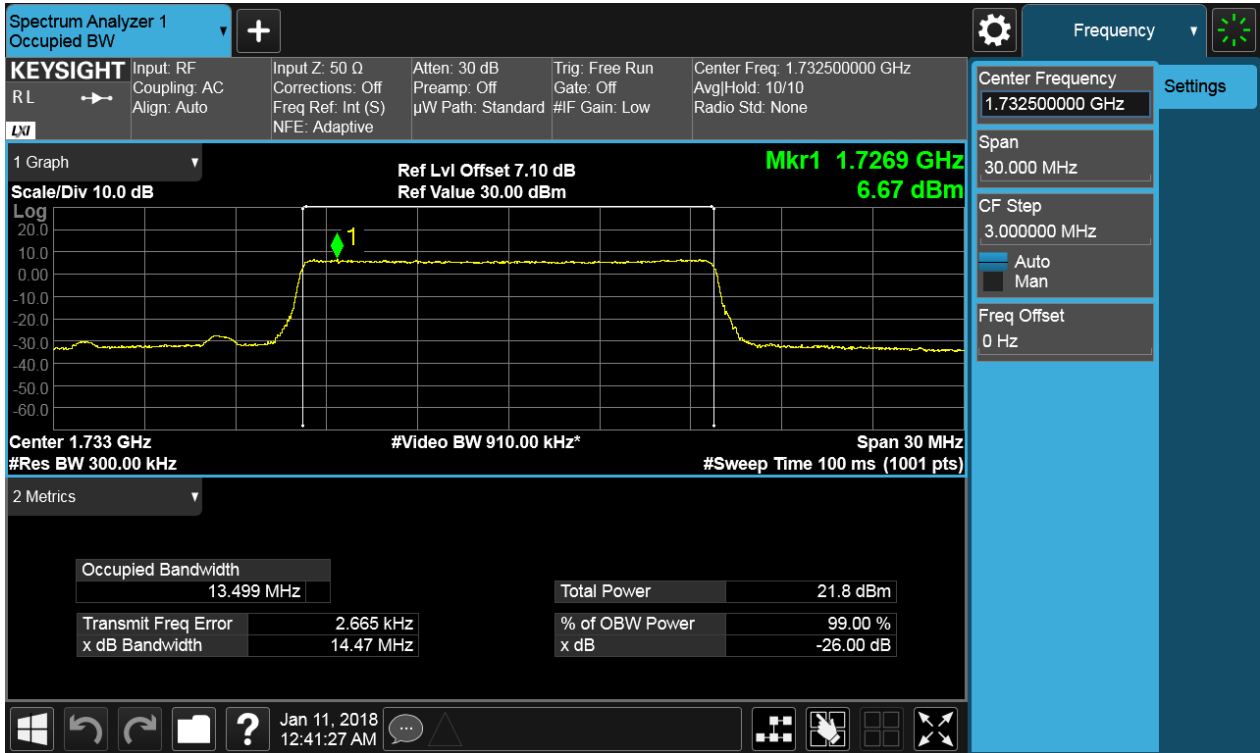 Spectrum Analyzer 1
Occupied BW
+
Frequency
KEYSIGHT
RL
LXI
Input: RF
Coupling: AC
Align: Auto
Input Z: 50 Ω
Corrections: Off
Freq Ref: Int (S)
NFE: Adaptive
Atten: 30 dB
Preamp: Off
µW Path: Standard
Trig: Free Run
Gate: Off
#IF Gain: Low
Center Freq: 1.732500000 GHz
Avg|Hold: 10/10
Radio Std: None
Center Frequency
1.732500000 GHz
Settings
Span
30.000 MHz
CF Step
3.000000 MHz
Auto
Man
Freq Offset
0 Hz
1 Graph
Scale/Div 10.0 dB
Ref Lvl Offset 7.10 dB
Ref Value 30.00 dBm
Mkr1 1.7269 GHz
6.67 dBm
Log
20.0
10.0
0.00
-10.0
-20.0
-30.0
-40.0
-50.0
-60.0
1
Center 1.733 GHz
#Res BW 300.00 kHz
#Video BW 910.00 kHz*
Span 30 MHz
#Sweep Time 100 ms (1001 pts)
2 Metrics
Occupied Bandwidth
13.499 MHz
Transmit Freq Error 2.665 kHz
x dB Bandwidth 14.47 MHz
Total Power 21.8 dBm
% of OBW Power 99.00 %
x dB -26.00 dB
?
Jan 11, 2018
12:41:27 AM